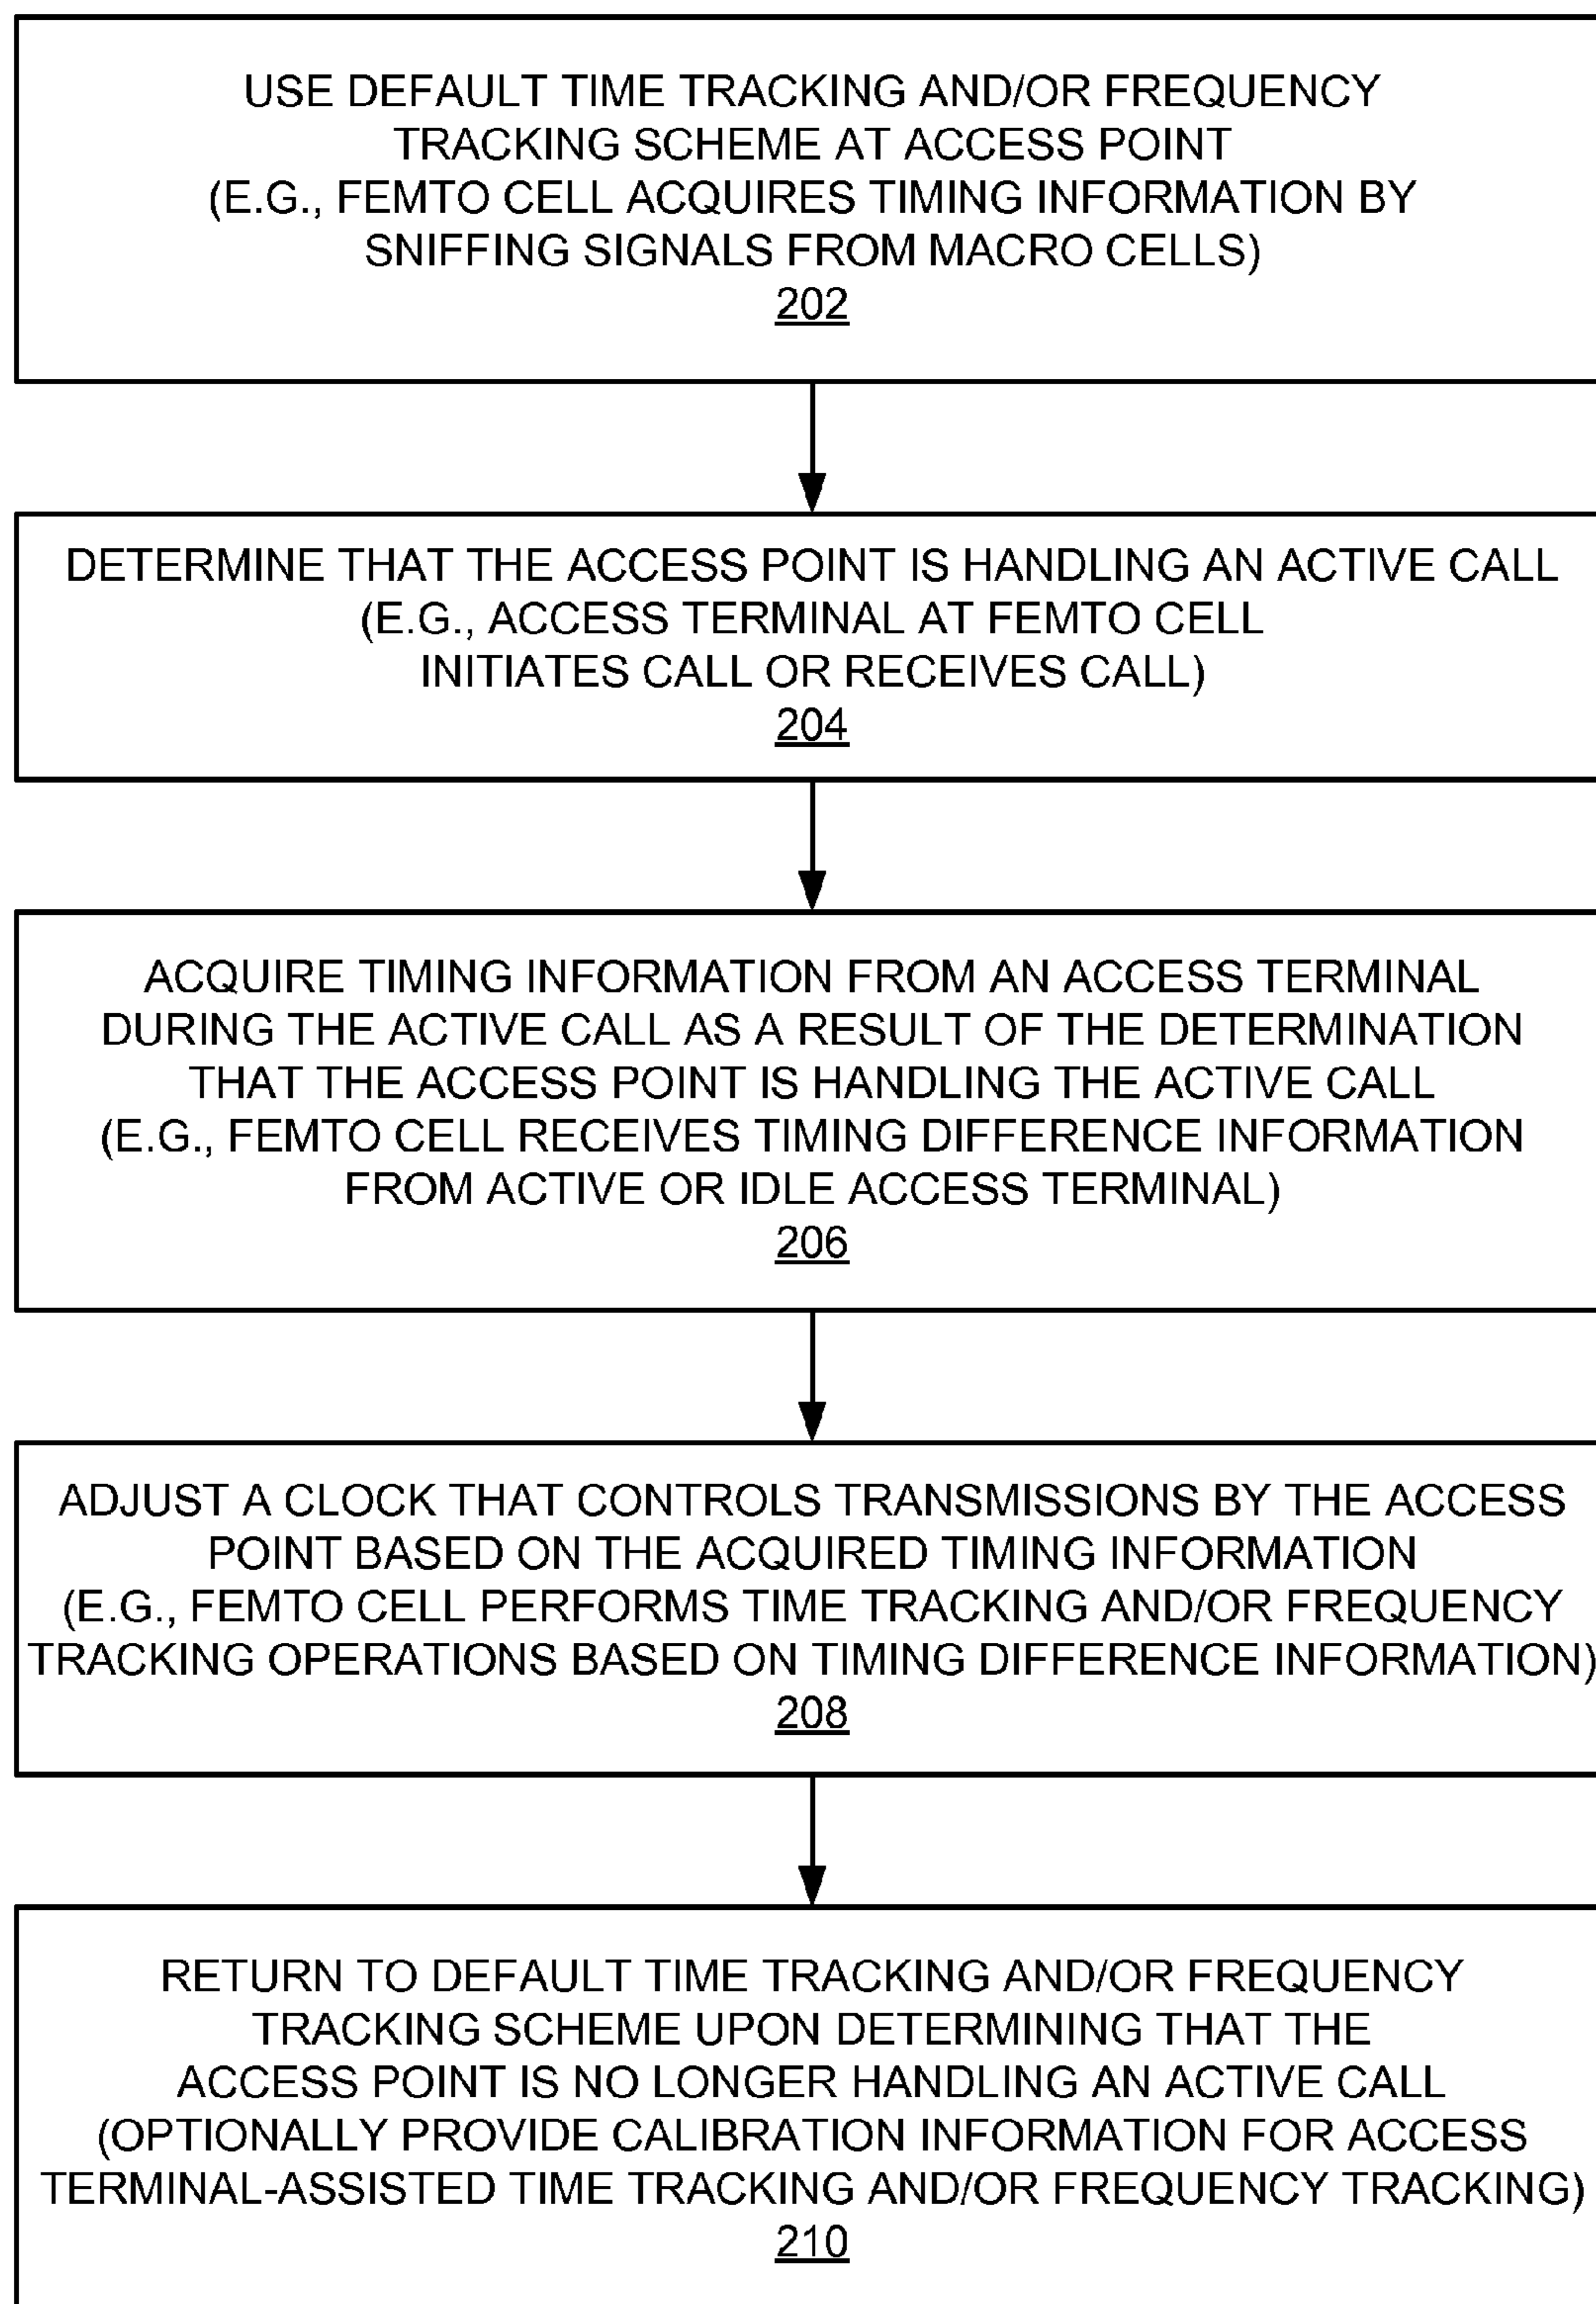 USE DEFAULT TIME TRACKING AND/OR FREQUENCY
TRACKING SCHEME AT ACCESS POINT
(E.G., FEMTO CELL ACQUIRES TIMING INFORMATION BY
SNIFFING SIGNALS FROM MACRO CELLS)
202
DETERMINE THAT THE ACCESS POINT IS HANDLING AN ACTIVE CALL
(E.G., ACCESS TERMINAL AT FEMTO CELL
INITIATES CALL OR RECEIVES CALL)
204
ACQUIRE TIMING INFORMATION FROM AN ACCESS TERMINAL
DURING THE ACTIVE CALL AS A RESULT OF THE DETERMINATION
THAT THE ACCESS POINT IS HANDLING THE ACTIVE CALL
(E.G., FEMTO CELL RECEIVES TIMING DIFFERENCE INFORMATION
FROM ACTIVE OR IDLE ACCESS TERMINAL)
206
ADJUST A CLOCK THAT CONTROLS TRANSMISSIONS BY THE ACCESS
POINT BASED ON THE ACQUIRED TIMING INFORMATION
(E.G., FEMTO CELL PERFORMS TIME TRACKING AND/OR FREQUENCY
TRACKING OPERATIONS BASED ON TIMING DIFFERENCE INFORMATION)
208
RETURN TO DEFAULT TIME TRACKING AND/OR FREQUENCY
TRACKING SCHEME UPON DETERMINING THAT THE
ACCESS POINT IS NO LONGER HANDLING AN ACTIVE CALL
(OPTIONALLY PROVIDE CALIBRATION INFORMATION FOR ACCESS
TERMINAL-ASSISTED TIME TRACKING AND/OR FREQUENCY TRACKING)
210